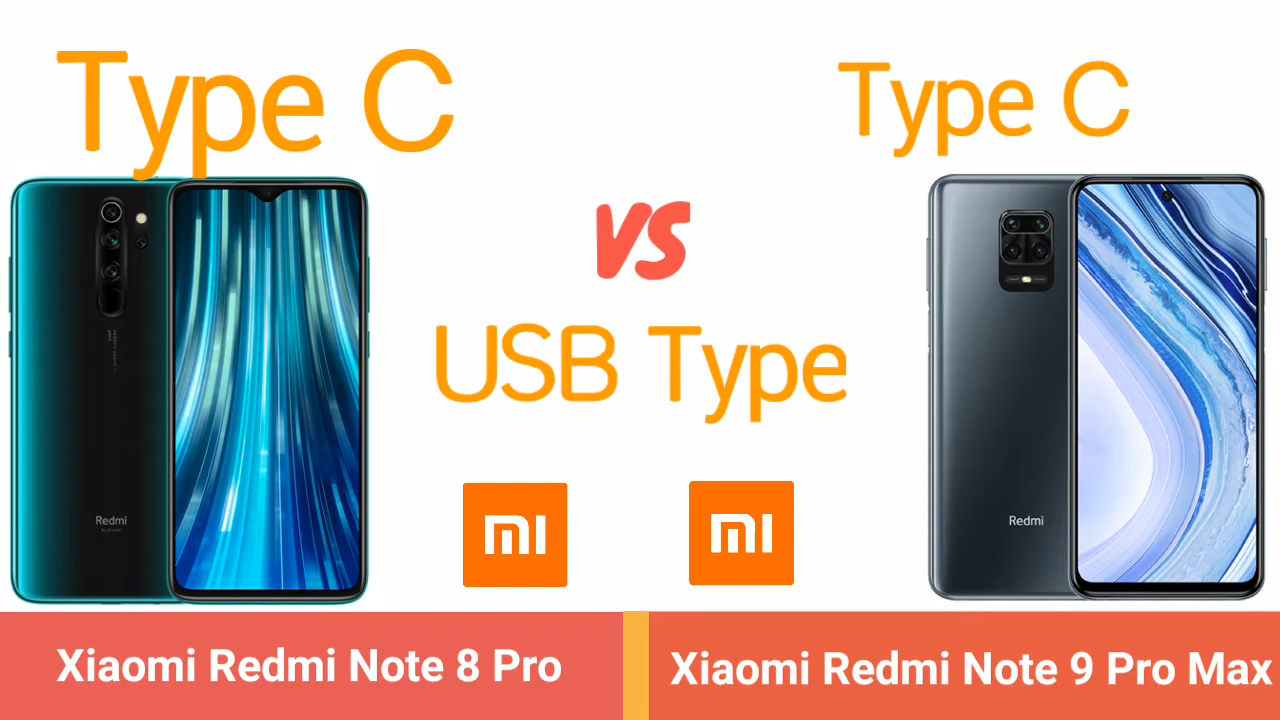 Type C
Type C
VS
USB Type
Redmi
Redmi
mi
mi
Xiaomi Redmi Note 8 Pro
Xiaomi Redmi Note 9 Pro Max